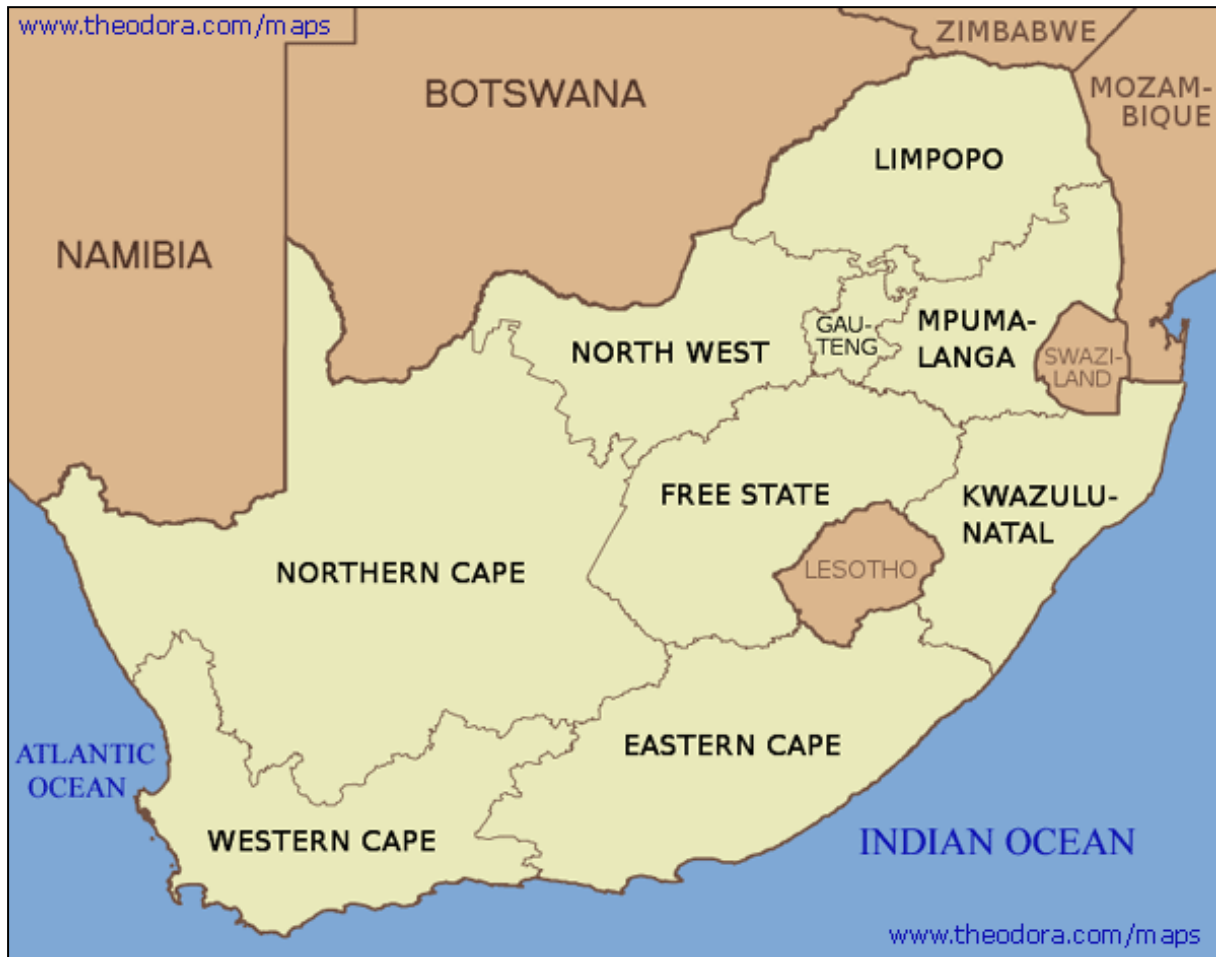 www.theodora.com/maps
ZIMBABWE
BOTSWANA
MOZAM-
BIQUE
LIMPOPO
NAMIBIA
GAU-
TENG
MPUMA-
LANGA
NORTH WEST
SWAZI-
LAND
FREE STATE
KWAZULU-
NATAL
LESOTHO
NORTHERN CAPE
EASTERN CAPE
ATLANTIC
OCEAN
WESTERN CAPE
INDIAN OCEAN
www.theodora.com/maps